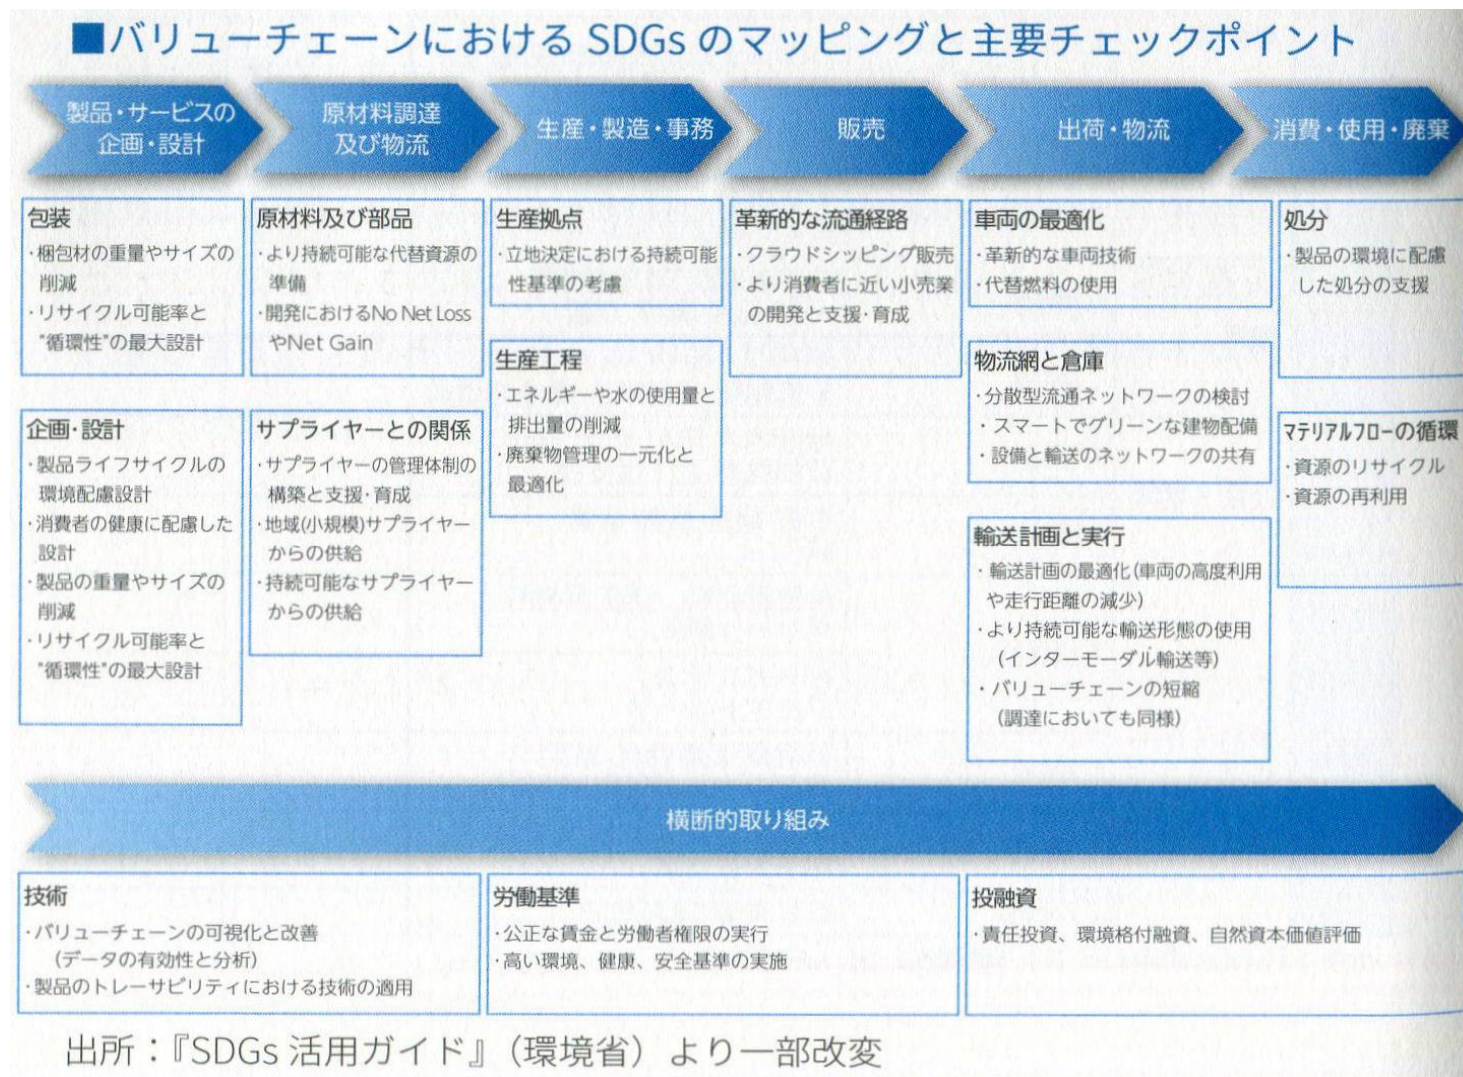 ■バリューチェーンにおける SDGs のマッピングと主要チェックポイント
製品・サービスの
企画・設計
原材料調達
及び物流
生産・製造・事務
販売
出荷・物流
消費・使用・廃棄
包装
・梱包材の重量やサイズの
削減
・リサイクル可能率と
"循環性"の最大設計
企画・設計
・製品ライフサイクルの
環境配慮設計
・消費者の健康に配慮した
設計
・製品の重量やサイズの
削減
・リサイクル可能率と
"循環性"の最大設計
原材料及び部品
・より持続可能な代替資源の
準備
・開発におけるNo Net Loss
やNet Gain
サプライヤーとの関係
・サプライヤーの管理体制の
構築と支援・育成
・地域(小規模)サプライヤー
からの供給
・持続可能なサプライヤー
からの供給
生産拠点
・立地決定における持続可能
性基準の考慮
生産工程
・エネルギーや水の使用量と
排出量の削減
・廃棄物管理の一元化と
最適化
革新的な流通経路
・クラウドシッピング販売
・より消費者に近い小売業
の開発と支援・育成
車両の最適化
・革新的な車両技術
・代替燃料の使用
物流網と倉庫
・分散型流通ネットワークの検討
・スマートでグリーンな建物配備
・設備と輸送のネットワークの共有
輸送計画と実行
・輸送計画の最適化(車両の高度利用
や走行距離の減少)
・より持続可能な輸送形態の使用
(インターモーダル輸送等)
・バリューチェーンの短縮
(調達においても同様)
処分
・製品の環境に配慮
した処分の支援
マテリアルフローの循環
・資源のリサイクル
・資源の再利用
横断的取り組み
技術
・バリューチェーンの可視化と改善
(データの有効性と分析)
・製品のトレーサビリティにおける技術の適用
労働基準
・公正な賃金と労働者権限の実行
・高い環境、健康、安全基準の実施
投融資
・責任投資、環境格付融資、自然資本価値評価
出所：『SDGs 活用ガイド』（環境省）より一部改変